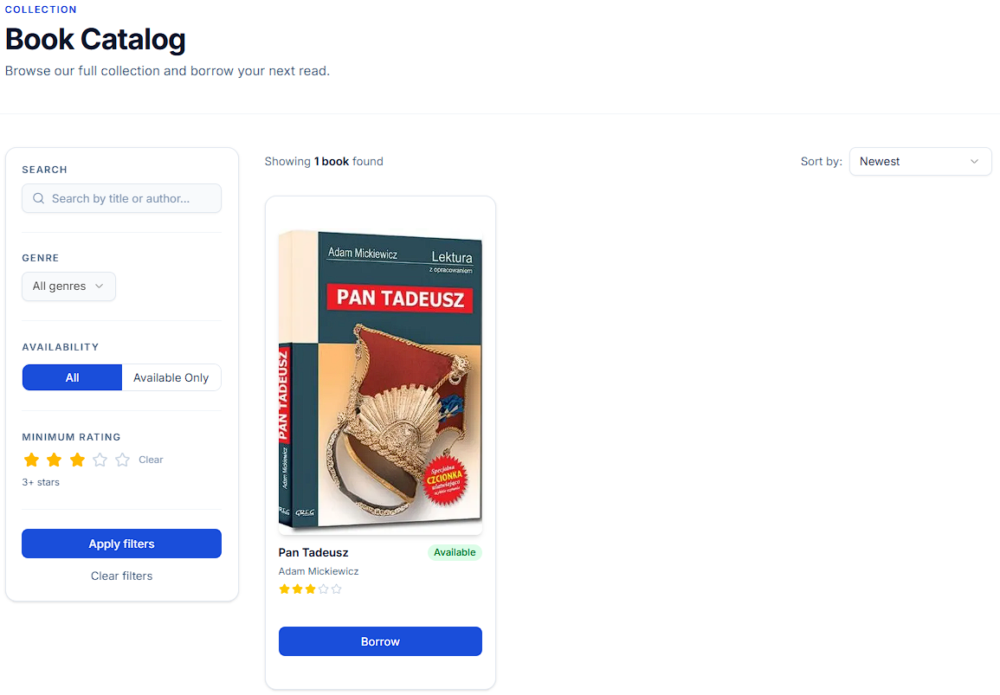 COLLECTION
Book Catalog
Browse our full collection and borrow your next read.
SEARCH
Search by title or author...
GENRE
All genres
AVAILABILITY
All
Available Only
MINIMUM RATING
Clear
3+ stars
Apply filters
Clear filters
Showing 1 book found
Sort by:
Newest
Adam Mickiewicz
Lektura
z opracowaniem
PAN TADEUSZ
PAN TADEUSZ
Adam Mickiewicz
GREG
Specjalna
CZCIONKA
ułatwiająca
szybkie czytanie
Pan Tadeusz
Available
Adam Mickiewicz
Borrow